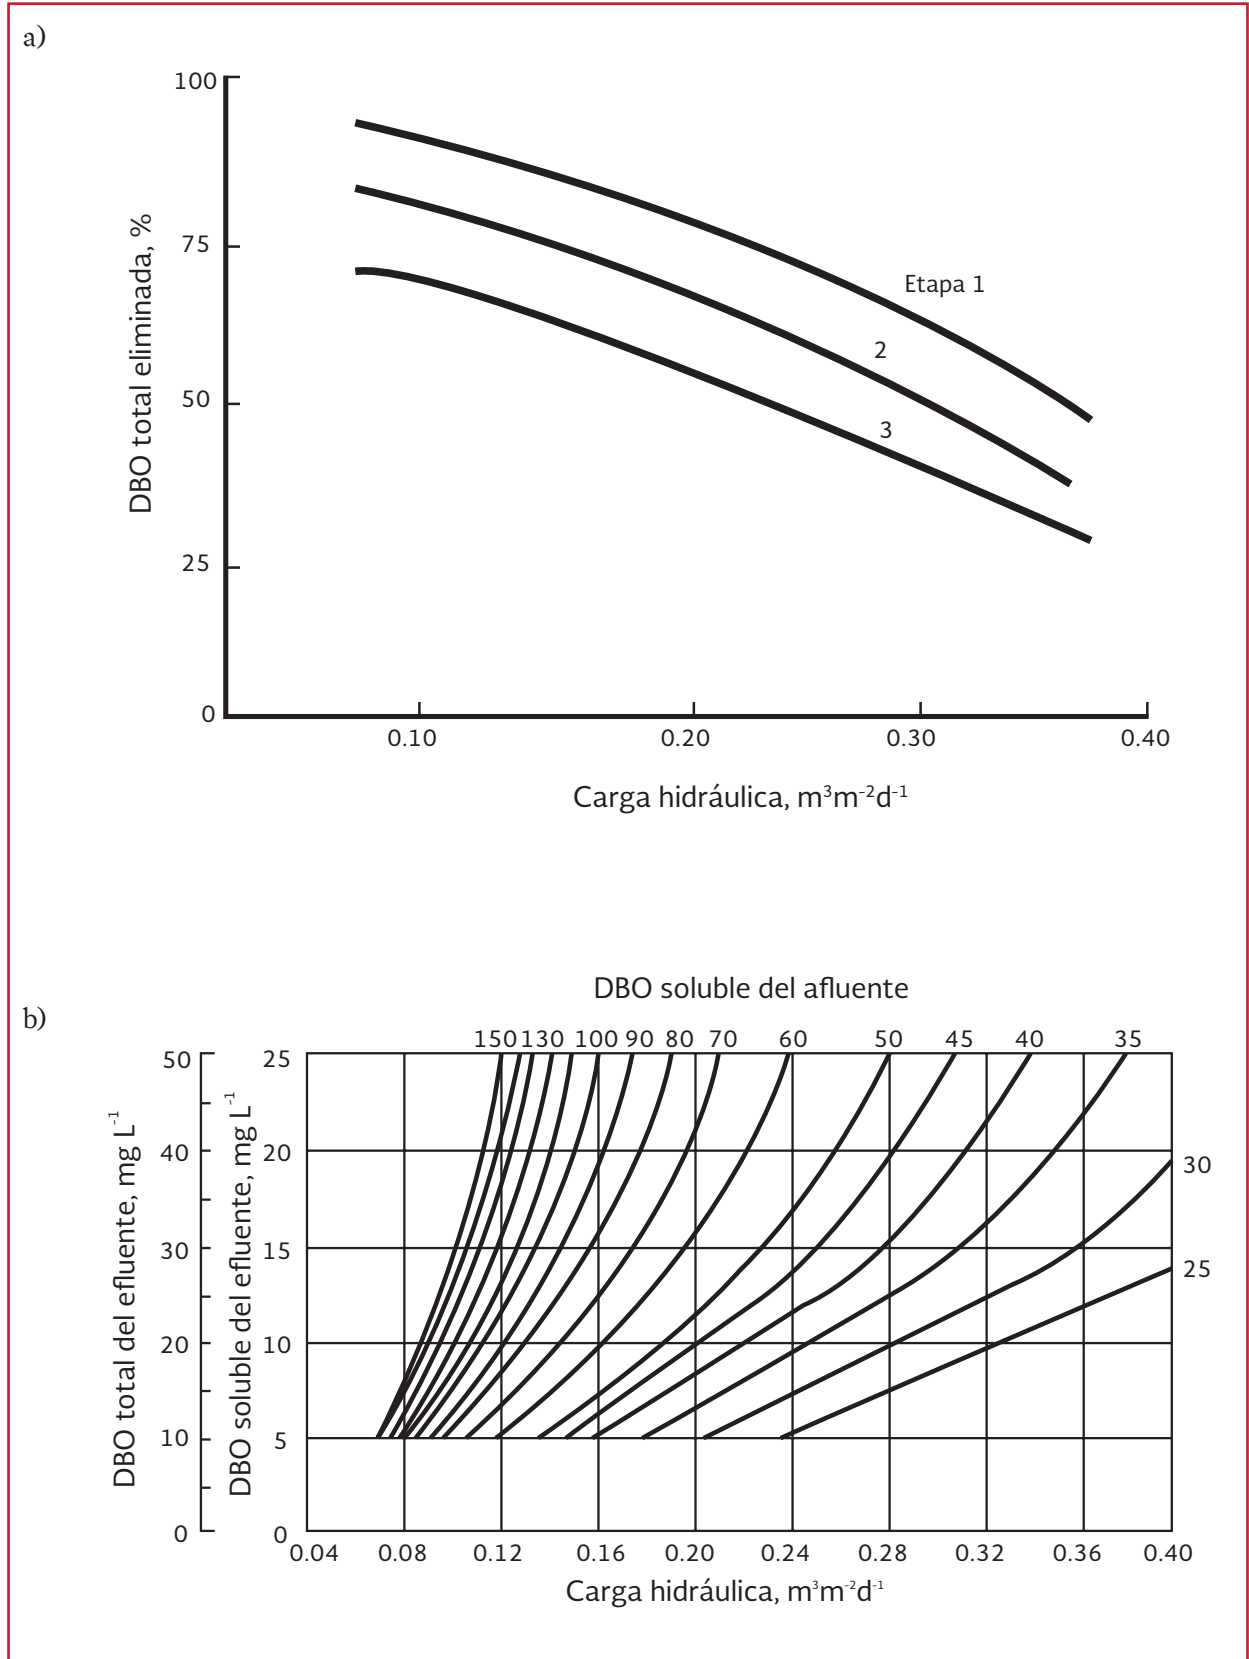 a)
100
75
50
25
0
DBO total eliminada, %
Etapa 1
2
3
0.10 0.20 0.30 0.40
Carga hidráulica, m³m⁻²d⁻¹
b)
DBO soluble del afluente
150 130 100 90 80 70 60 50 45 40 35
30
25
DBO total del efluente, mg L⁻¹
50
40
30
20
10
0
DBO soluble del efluente, mg L⁻¹
25
20
15
10
5
0
0.04 0.08 0.12 0.16 0.20 0.24 0.28 0.32 0.36 0.40
Carga hidráulica, m³m⁻²d⁻¹